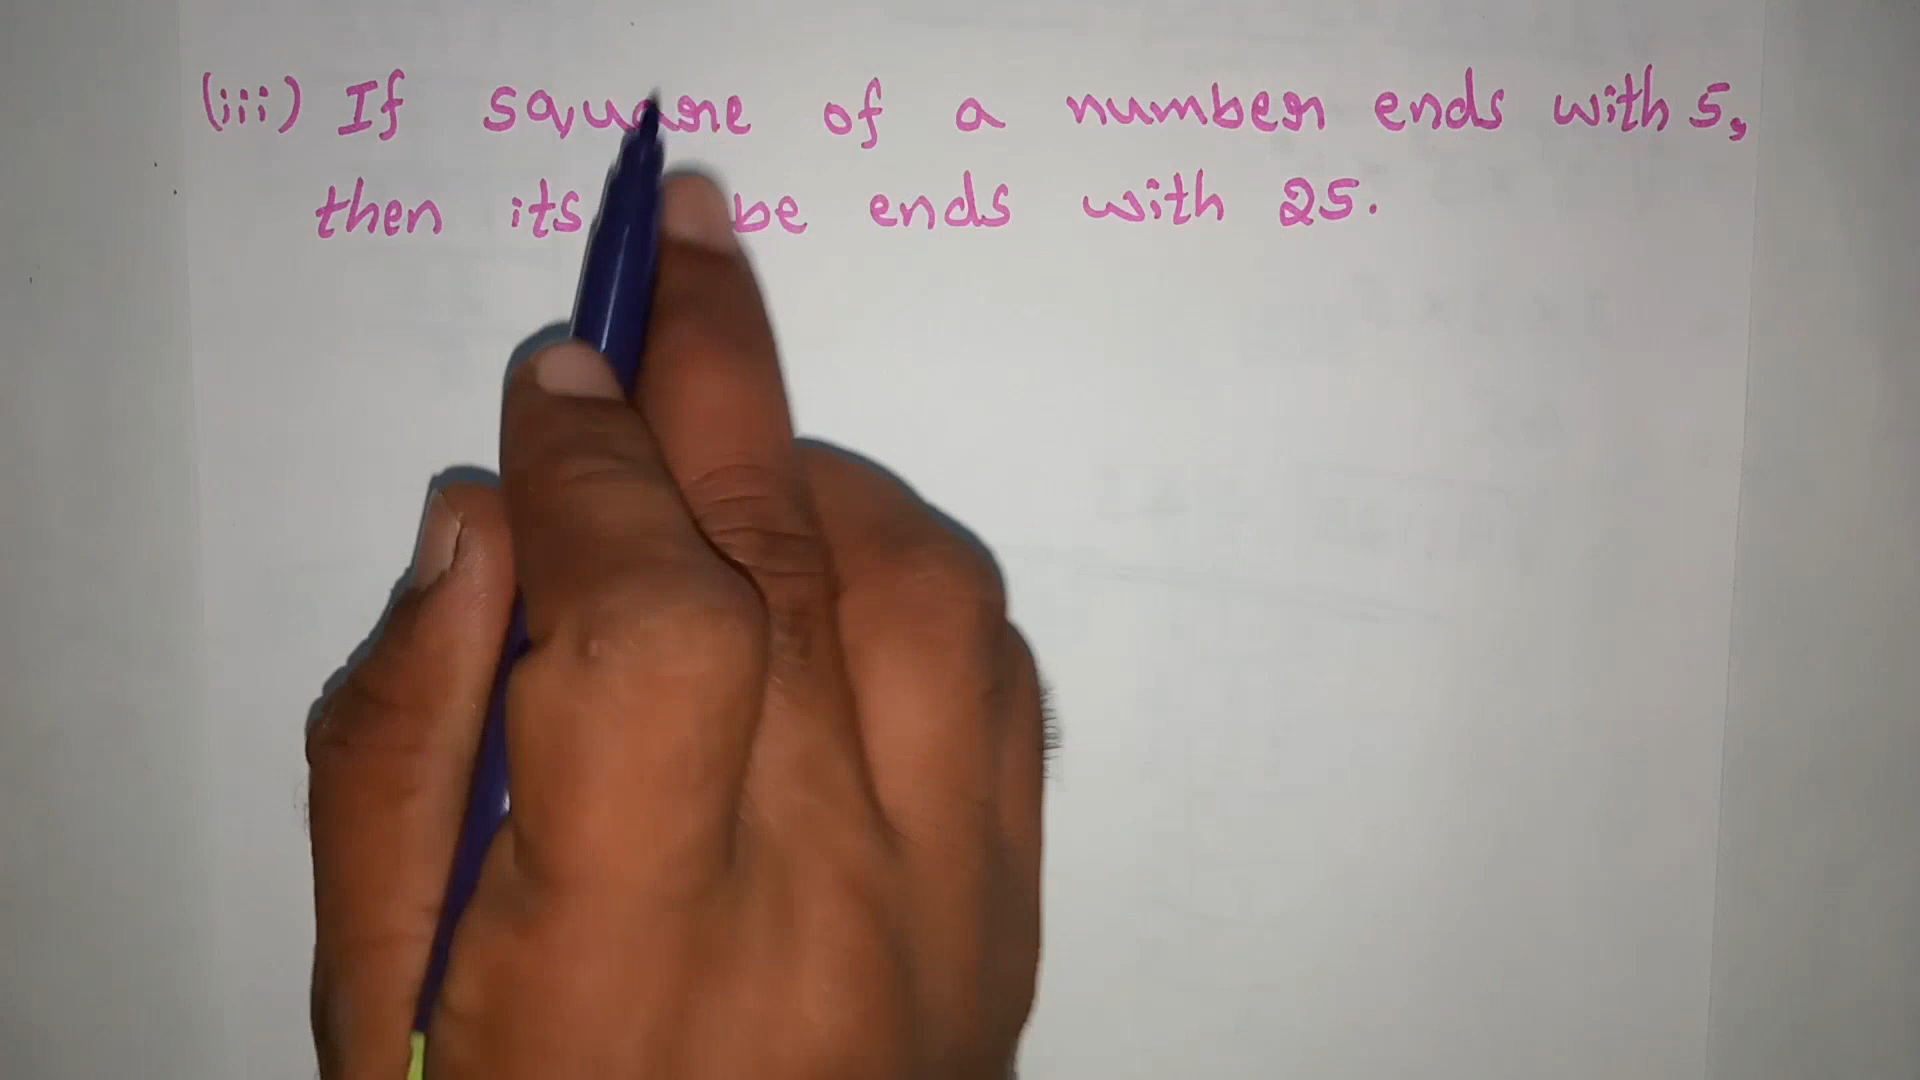 (iii) If square of a number ends with 5,
then its be ends with 25.